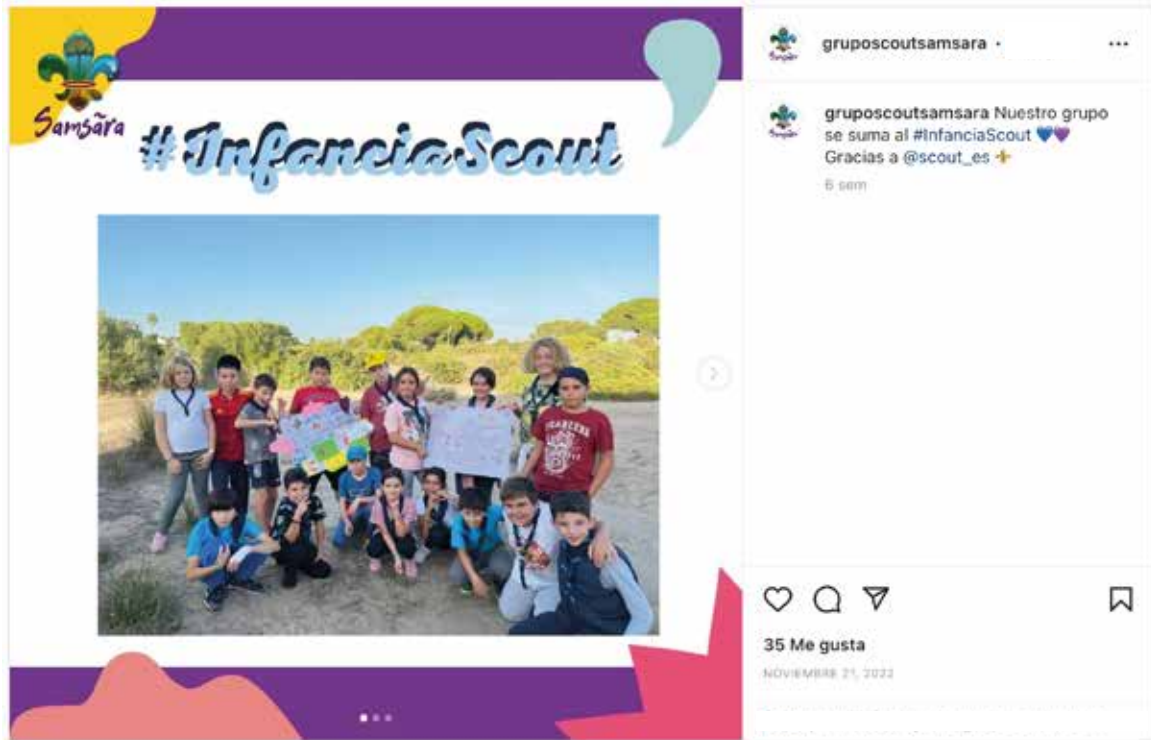 Samsãra
#InfanciaScout
gruposcoutsamsara •
gruposcoutsamsara Nuestro grupo
se suma al #InfanciaScout 💙💜
Gracias a @scout_es ⚜️
6 sem
35 Me gusta
NOVIEMBRE 21, 2022